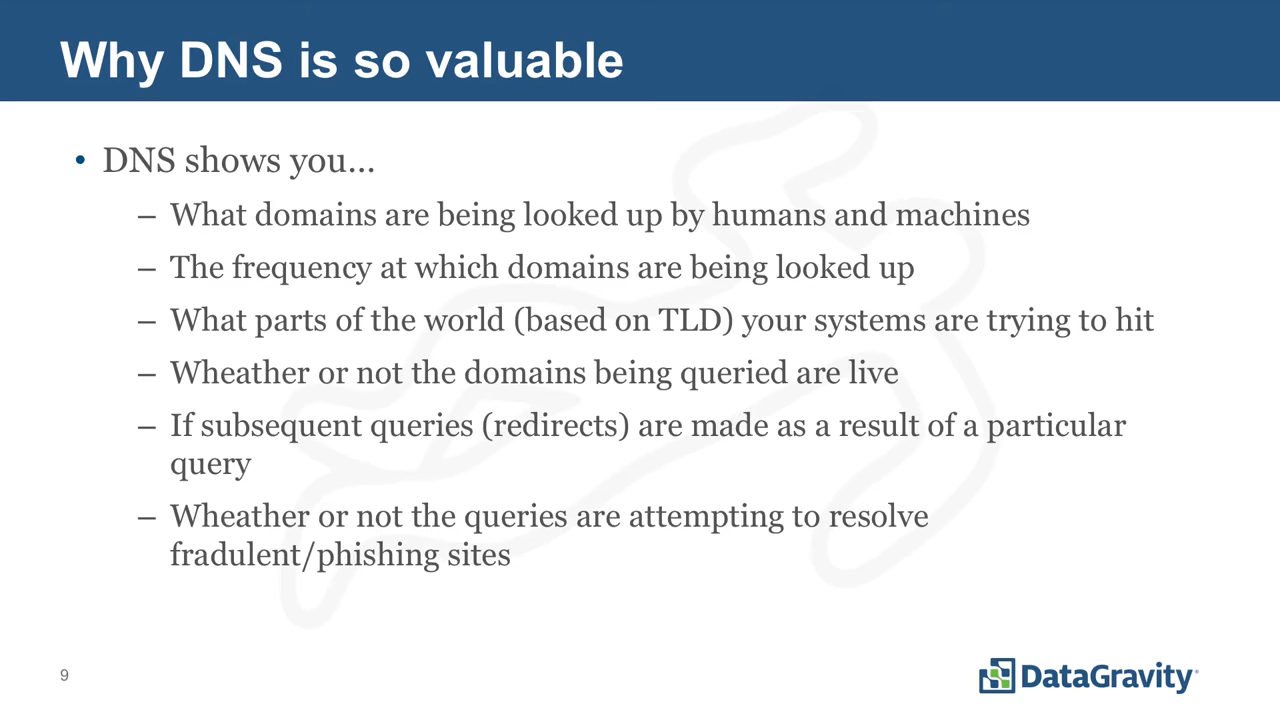 Why DNS is so valuable
• DNS shows you...
– What domains are being looked up by humans and machines
– The frequency at which domains are being looked up
– What parts of the world (based on TLD) your systems are trying to hit
– Wheather or not the domains being queried are live
– If subsequent queries (redirects) are made as a result of a particular
query
– Wheather or not the queries are attempting to resolve
fradulent/phishing sites
9
DataGravity®